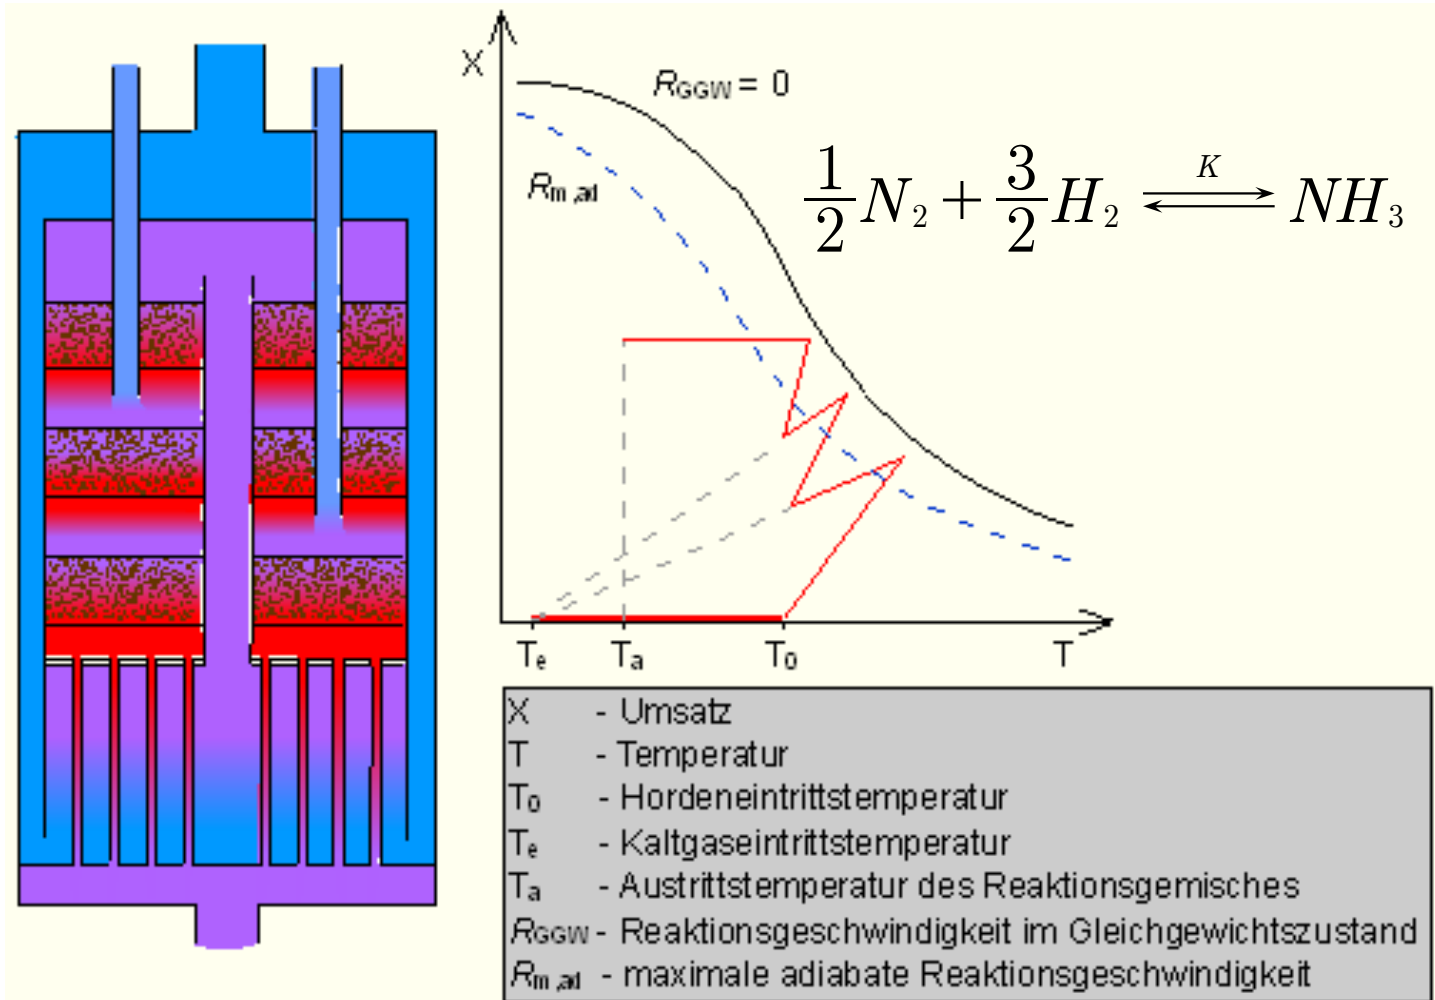 X
R_GGW = 0
R_m,ad
1/2 N₂ + 3/2 H₂ ⇌ NH₃
K
Te Ta T0 T
X - Umsatz
T - Temperatur
T0 - Hordeneintrittstemperatur
Te - Kaltgaseintrittstemperatur
Ta - Austrittstemperatur des Reaktionsgemisches
R_GGW - Reaktionsgeschwindigkeit im Gleichgewichtszustand
R_m,ad - maximale adiabate Reaktionsgeschwindigkeit